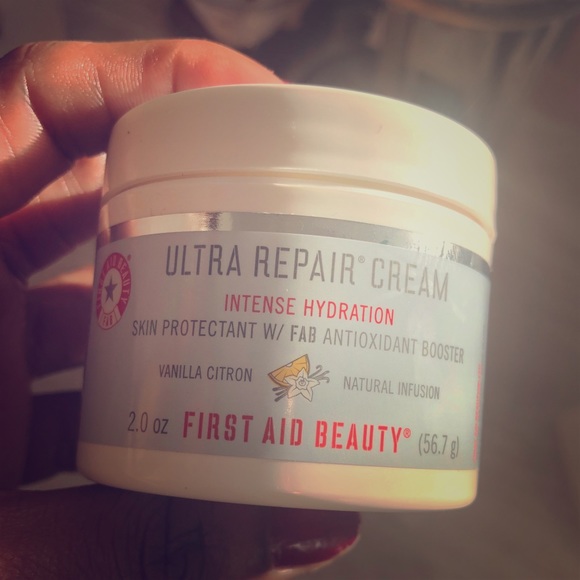 ULTRA REPAIR® CREAM
INTENSE HYDRATION
SKIN PROTECTANT W/ FAB ANTIOXIDANT BOOSTER
VANILLA CITRON
NATURAL INFUSION
2.0 oz FIRST AID BEAUTY® (56.7 g)